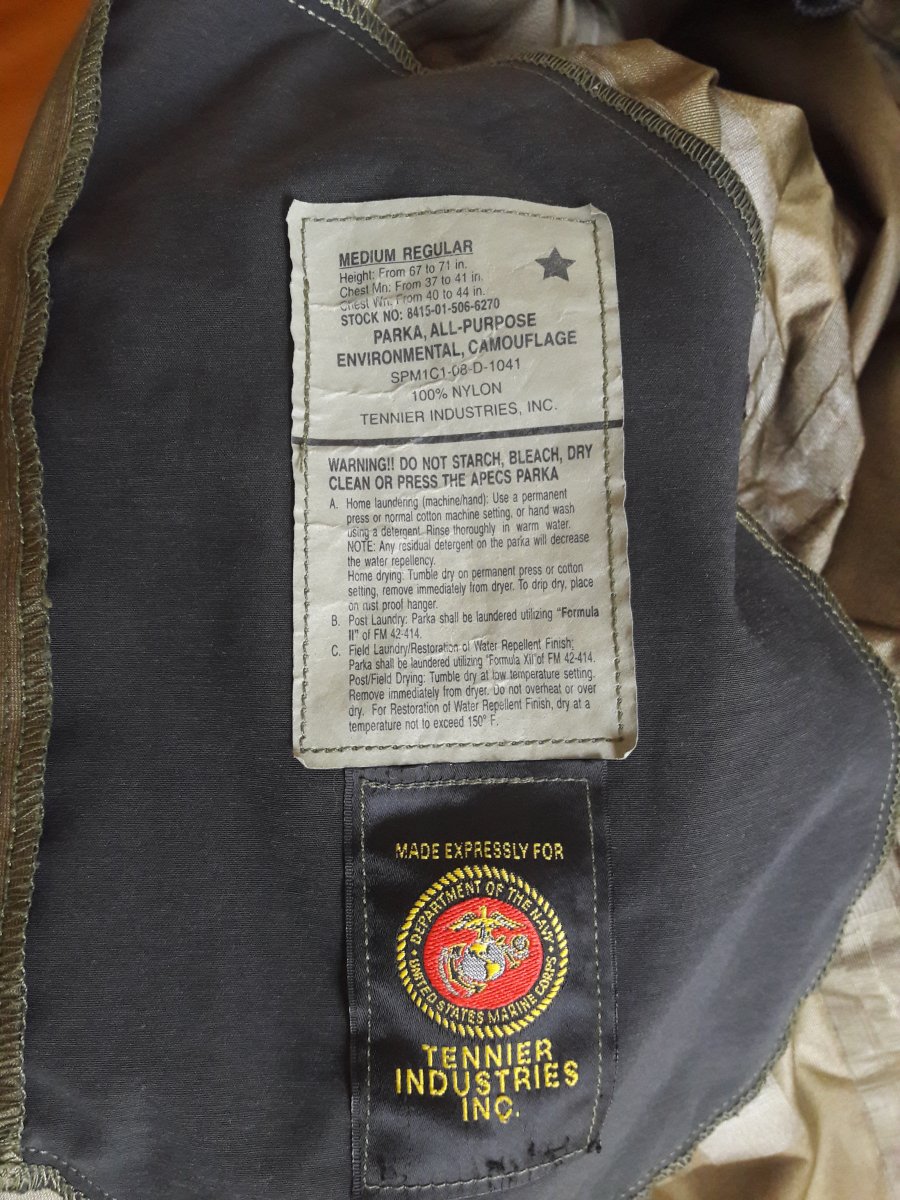 MEDIUM REGULAR
Height: From 67 to 71 in.
Chest Mn: From 37 to 41 in.
Chest Wn: From 40 to 44 in.
STOCK NO: 8415-01-506-6270
PARKA, ALL-PURPOSE
ENVIRONMENTAL, CAMOUFLAGE
SPM1C1-08-D-1041
100% NYLON
TENNIER INDUSTRIES, INC.
WARNING!! DO NOT STARCH, BLEACH, DRY
CLEAN OR PRESS THE APECS PARKA
A. Home laundering (machine/hand): Use a permanent
press or normal cotton machine setting, or hand wash
using a detergent. Rinse thoroughly in warm water.
NOTE: Any residual detergent on the parka will decrease
the water repellency.
Home drying: Tumble dry on permanent press or cotton
setting, remove immediately from dryer. To drip dry, place
on rust proof hanger.
B. Post Laundry: Parka shall be laundered utilizing "Formula
II" of FM 42-414.
C. Field Laundry/Restoration of Water Repellent Finish;
Parka shall be laundered utilizing "Formula XI" of FM 42-414.
Post/Field Drying: Tumble dry at low temperature setting.
Remove immediately from dryer. Do not overheat or over
dry. For Restoration of Water Repellent Finish, dry at a
temperature not to exceed 150° F.
MADE EXPRESSLY FOR
DEPARTMENT OF THE NAVY
UNITED STATES MARINE CORPS
TENNIER
INDUSTRIES
INC.